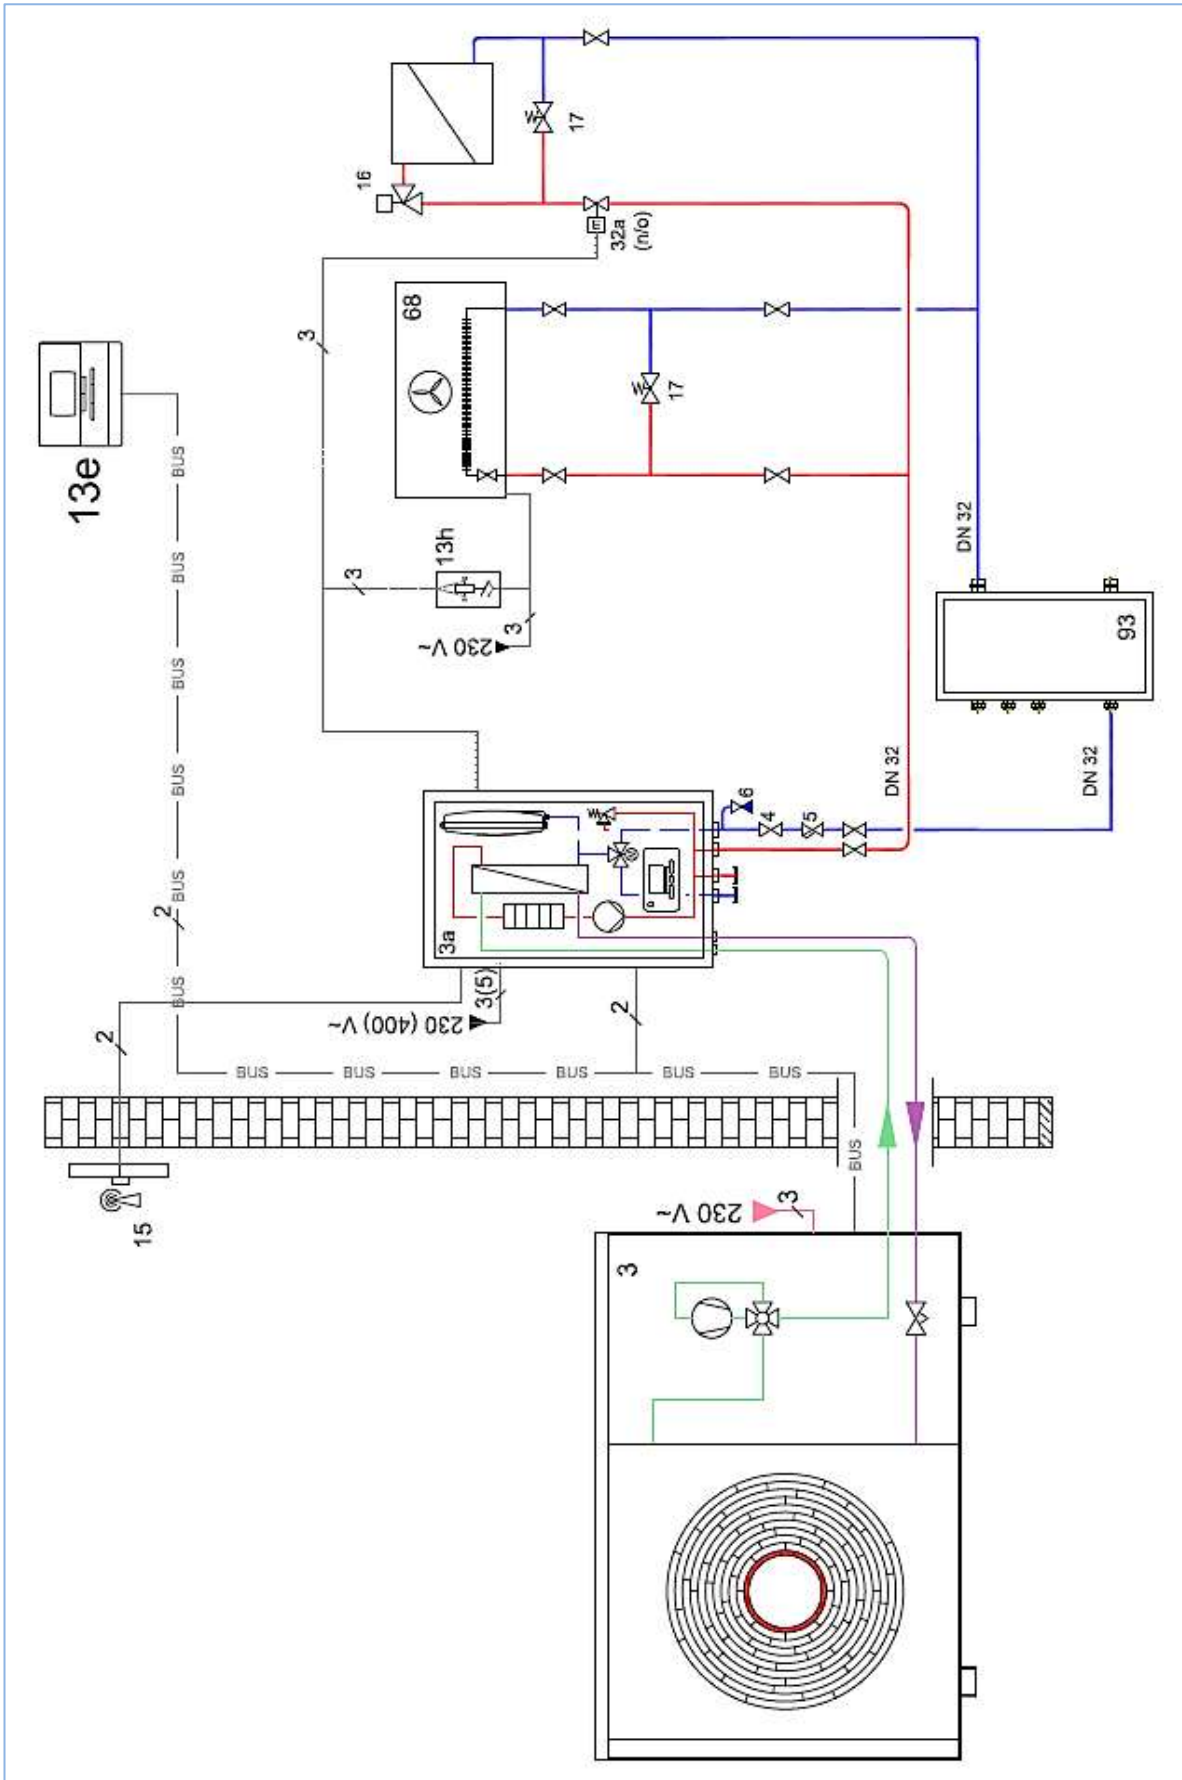 13e
15
2
2
BUS
BUS
BUS
BUS
BUS
BUS
3
3
16
230 (400) V~
3(5)
3a
13h
230 V~
3
68
17
32a
(n/o)
17
BUS
BUS
BUS
BUS
BUS
BUS
2
3
230 V~
3
6
4
5
BUS
DN 32
DN 32
DN 32
93